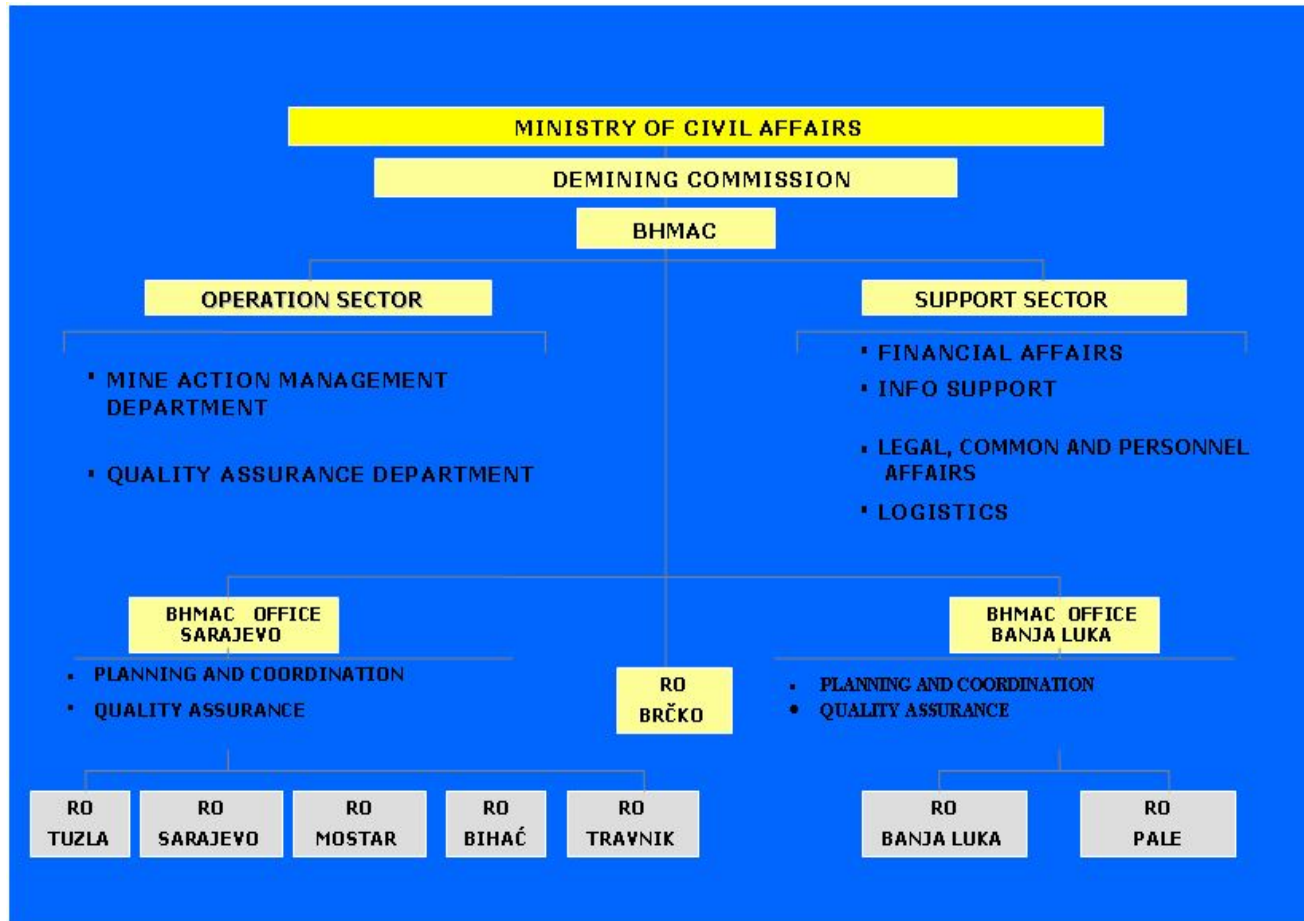 MINISTRY OF CIVIL AFFAIRS
DEMINING COMMISSION
BHMAC
OPERATION SECTOR
SUPPORT SECTOR
▪ MINE ACTION MANAGEMENT
DEPARTMENT
▪ QUALITY ASSURANCE DEPARTMENT
▪ FINANCIAL AFFAIRS
▪ INFO SUPPORT
▪ LEGAL, COMMON AND PERSONNEL
AFFAIRS
▪ LOGISTICS
BHMAC OFFICE
SARAJEVO
▪ PLANNING AND COORDINATION
▪ QUALITY ASSURANCE
RO
BRČKO
BHMAC OFFICE
BANJA LUKA
▪ PLANNING AND COORDINATION
● QUALITY ASSURANCE
RO
TUZLA
RO
SARAJEVO
RO
MOSTAR
RO
BIHAĆ
RO
TRAVNIK
RO
BANJA LUKA
RO
PALE